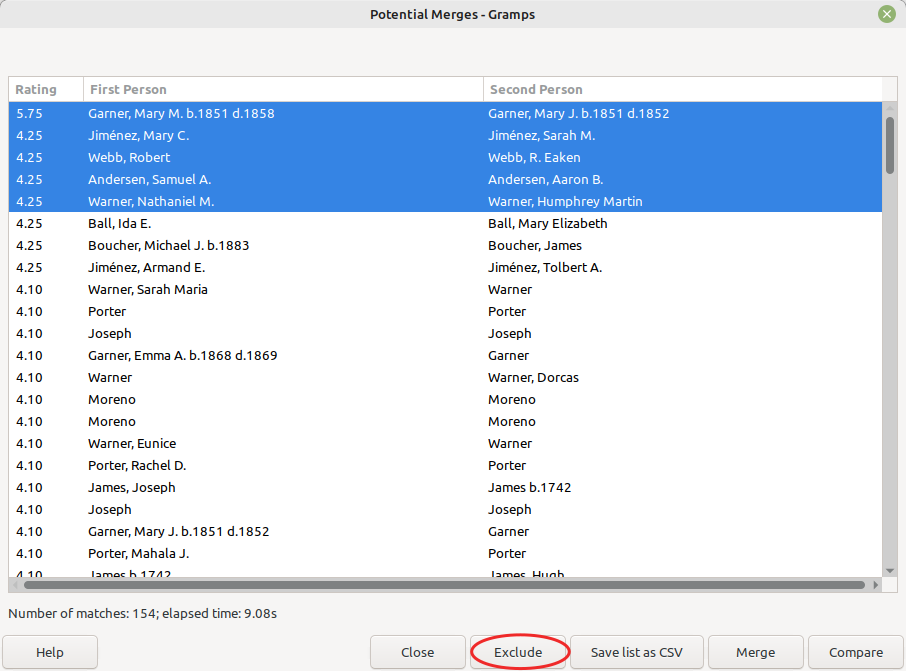 Potential Merges - Gramps
Rating First Person Second Person
5.75 Garner, Mary M. b.1851 d.1858 Garner, Mary J. b.1851 d.1852
4.25 Jiménez, Mary C. Jiménez, Sarah M.
4.25 Webb, Robert Webb, R. Eaken
4.25 Andersen, Samuel A. Andersen, Aaron B.
4.25 Warner, Nathaniel M. Warner, Humphrey Martin
4.25 Ball, Ida E. Ball, Mary Elizabeth
4.25 Boucher, Michael J. b.1883 Boucher, James
4.25 Jiménez, Armand E. Jiménez, Tolbert A.
4.10 Warner, Sarah Maria Warner
4.10 Porter Porter
4.10 Joseph Joseph
4.10 Garner, Emma A. b.1868 d.1869 Garner
4.10 Warner Warner, Dorcas
4.10 Moreno Moreno
4.10 Moreno Moreno
4.10 Warner, Eunice Warner
4.10 Porter, Rachel D. Porter
4.10 James, Joseph James b.1742
4.10 Joseph Joseph
4.10 Garner, Mary J. b.1851 d.1852 Garner
4.10 Porter, Mahala J. Porter
4.10 James b.1742 James, Hugh
Number of matches: 154; elapsed time: 9.08s
Help Close Exclude Save list as CSV Merge Compare